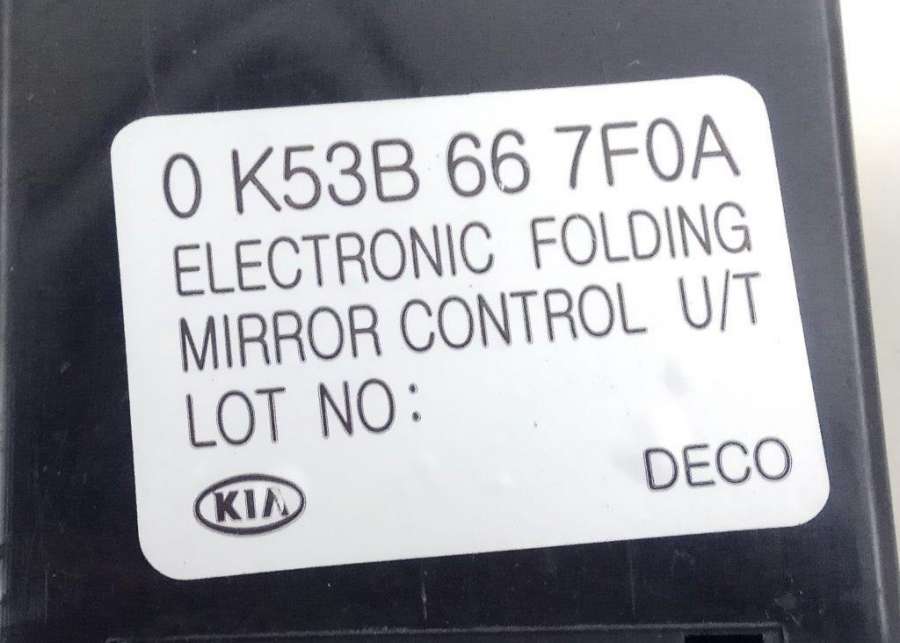 0 K53B 66 7F0A
ELECTRONIC FOLDING
MIRROR CONTROL U/T
LOT NO:
KIA DECO